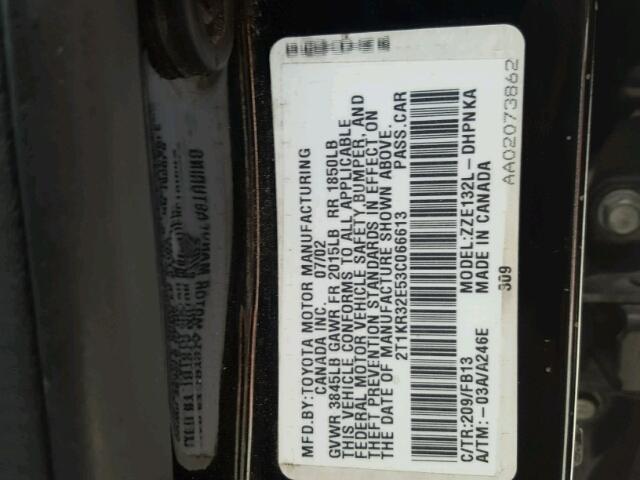 MFD.BY:TOYOTA MOTOR MANUFACTURING
CANADA INC. 07/02
GVWR 3845LB GAWR FR 2015LB RR 1850LB
THIS VEHICLE CONFORMS TO ALL APPLICABLE
FEDERAL MOTOR VEHICLE SAFETY, BUMPER, AND
THEFT PREVENTION STANDARDS IN EFFECT ON
THE DATE OF MANUFACTURE SHOWN ABOVE.
2T1KR32E53C066613 PASS.CAR
C/TR:209/FB13 MODEL:ZZE132L-DHPNKA
A/TM:-03A/A246E MADE IN CANADA
309
AA02073862